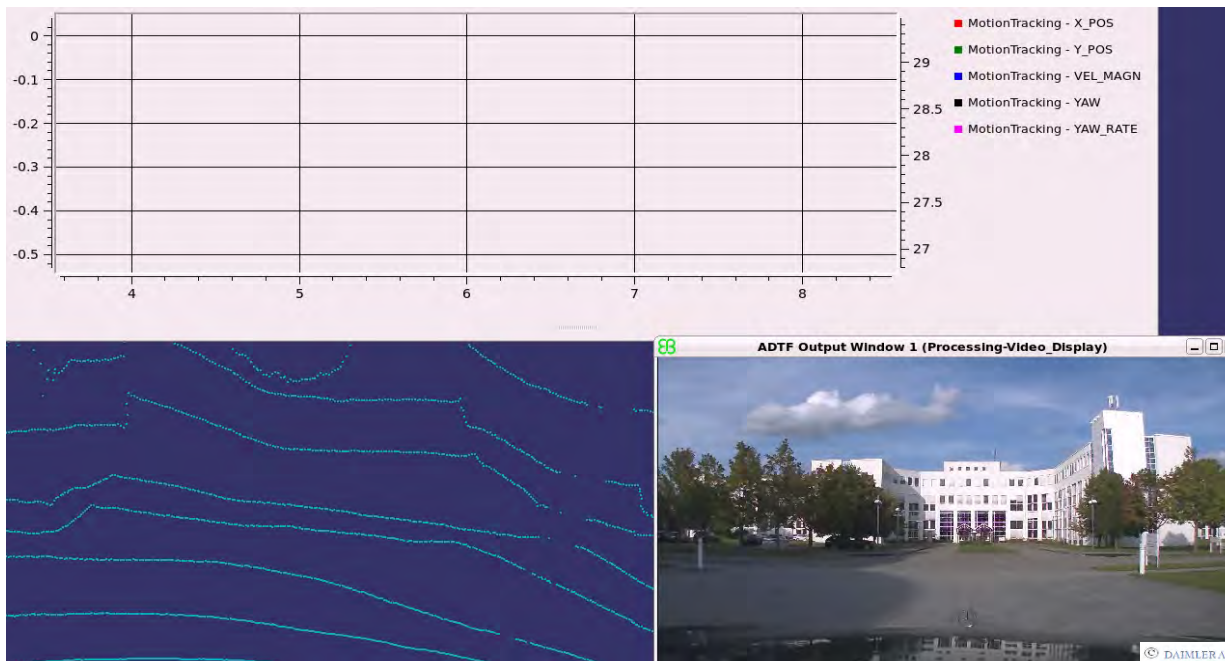 0
-0.1
-0.2
-0.3
-0.4
-0.5
4
5
6
7
8
29
28.5
28
27.5
27
MotionTracking - X_POS
MotionTracking - Y_POS
MotionTracking - VEL_MAGN
MotionTracking - YAW
MotionTracking - YAW_RATE
ADTF Output Window 1 (Processing-Video_Display)
© DAIMLER A